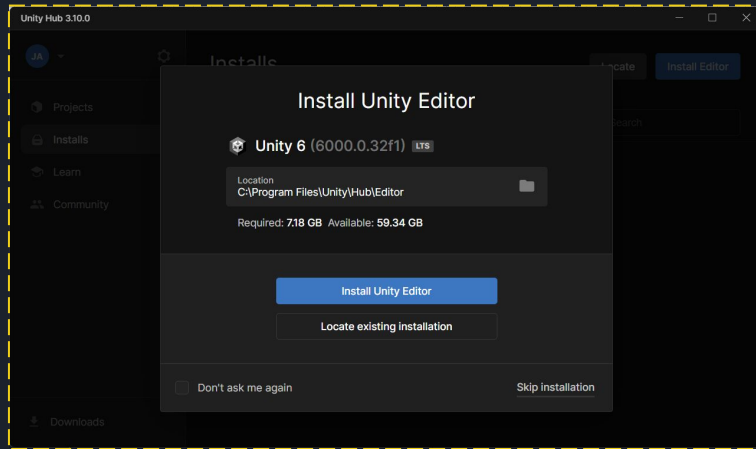 Unity Hub 3.10.0
JA
Installs
Locate
Install Editor
Projects
Search
Installs
Learn
Community
Install Unity Editor
Unity 6 (6000.0.32f1) LTS
Location
C:\Program Files\Unity\Hub\Editor
Required: 7.18 GB Available: 59.34 GB
Install Unity Editor
Locate existing installation
Don't ask me again
Skip installation
Downloads